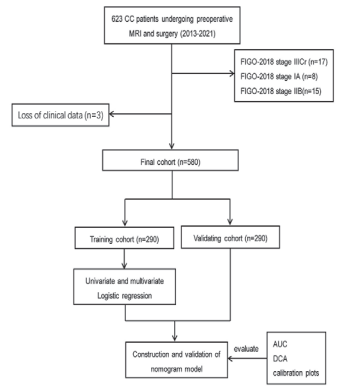 623 CC patients undergoing preoperative
MRI and surgery (2013-2021)
FIGO-2018 stage IIICr (n=17)
FIGO-2018 stage IA (n=8)
FIGO-2018 stage IIB(n=15)
Loss of clinical data (n=3)
Final cohort (n=580)
Training cohort (n=290)
Validating cohort (n=290)
Univariate and multivariate
Logistic regression
Construction and validation of
nomogram model
evaluate
AUC
DCA
calibration plots